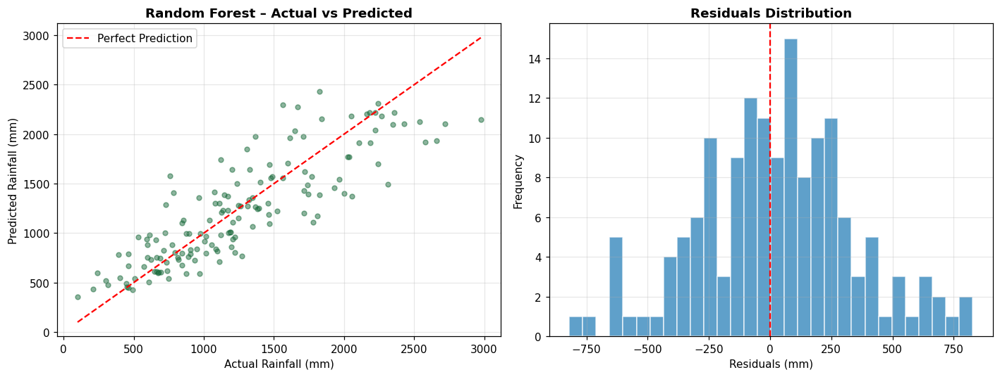 Random Forest – Actual vs Predicted
Perfect Prediction
3000
2500
2000
1500
1000
500
0
Predicted Rainfall (mm)
0 500 1000 1500 2000 2500 3000
Actual Rainfall (mm)
Residuals Distribution
14
12
10
8
6
4
2
0
Frequency
−750 −500 −250 0 250 500 750
Residuals (mm)